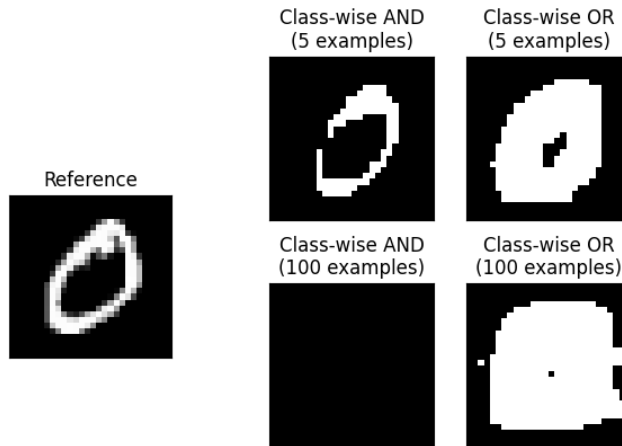 Class-wise AND
(5 examples)
Class-wise OR
(5 examples)
Reference
Class-wise AND
(100 examples)
Class-wise OR
(100 examples)